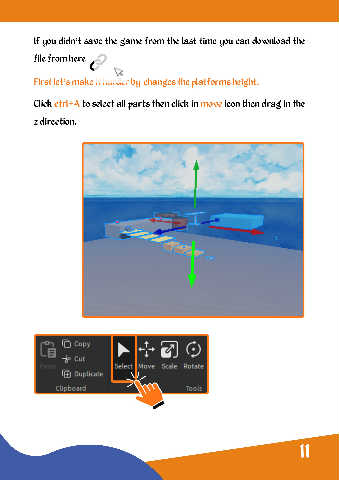 If you didn't save the game from the last time you can download the
file from here
First let's make it harder by changes the platforms height.
Click ctrl+A to select all parts then click in move icon then drag in the
z direction.
Paste
Copy
Cut
Duplicate
Clipboard
Select Move Scale Rotate
Tools
11